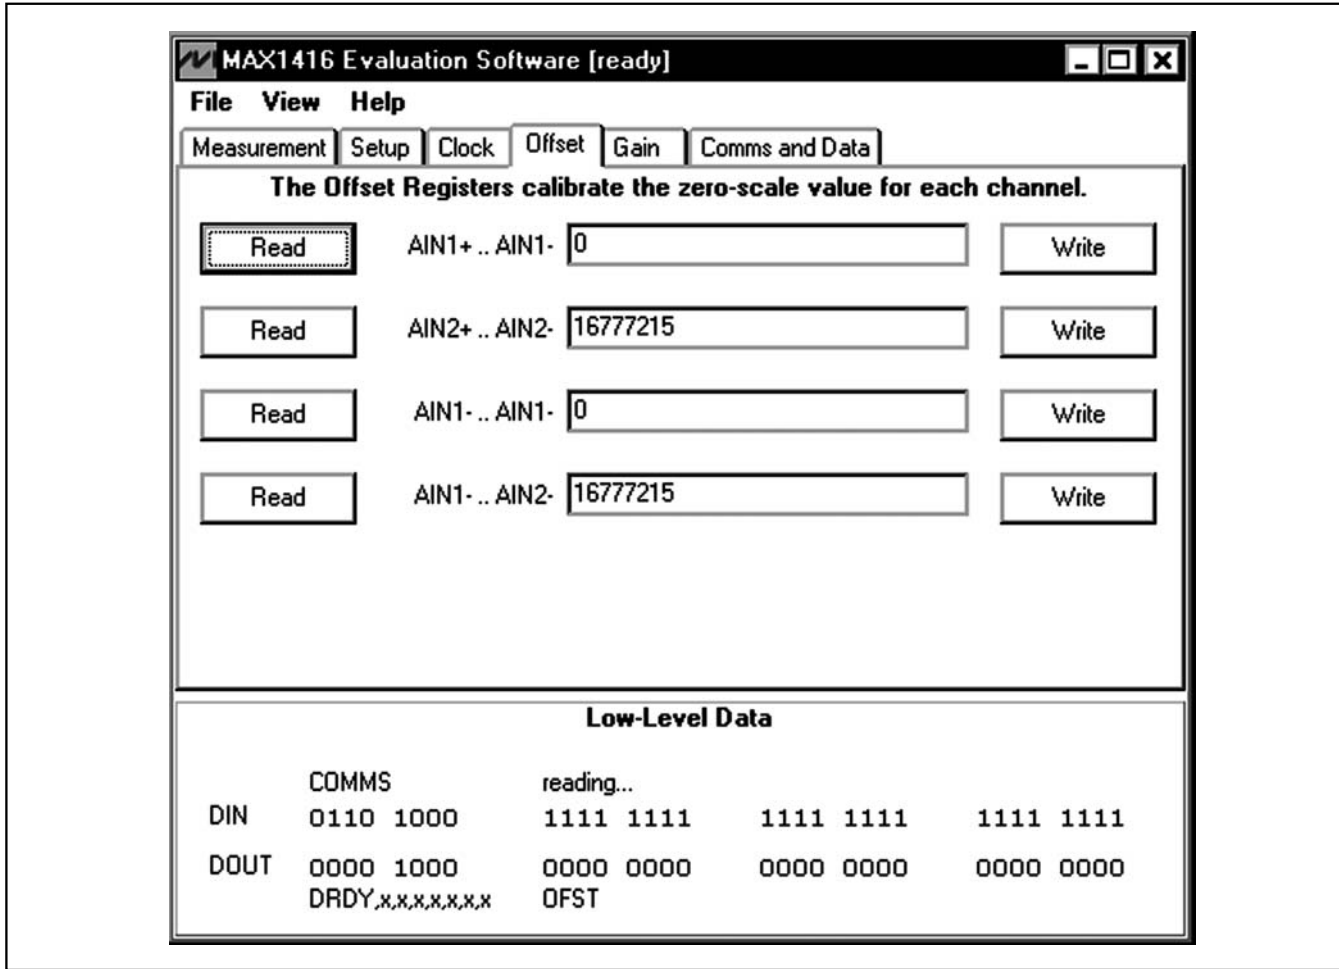 MAX1416 Evaluation Software [ready]
File View Help
Measurement Setup Clock Offset Gain Comms and Data
The Offset Registers calibrate the zero-scale value for each channel.
Read AIN1+ .. AIN1- 0 Write
Read AIN2+ .. AIN2- 16777215 Write
Read AIN1- .. AIN1- 0 Write
Read AIN1- .. AIN2- 16777215 Write
Low-Level Data
COMMS reading...
DIN 0110 1000 1111 1111 1111 1111 1111 1111
DOUT 0000 1000 0000 0000 0000 0000 0000 0000
DRDY,x,x,x,x,x,x,x OFST